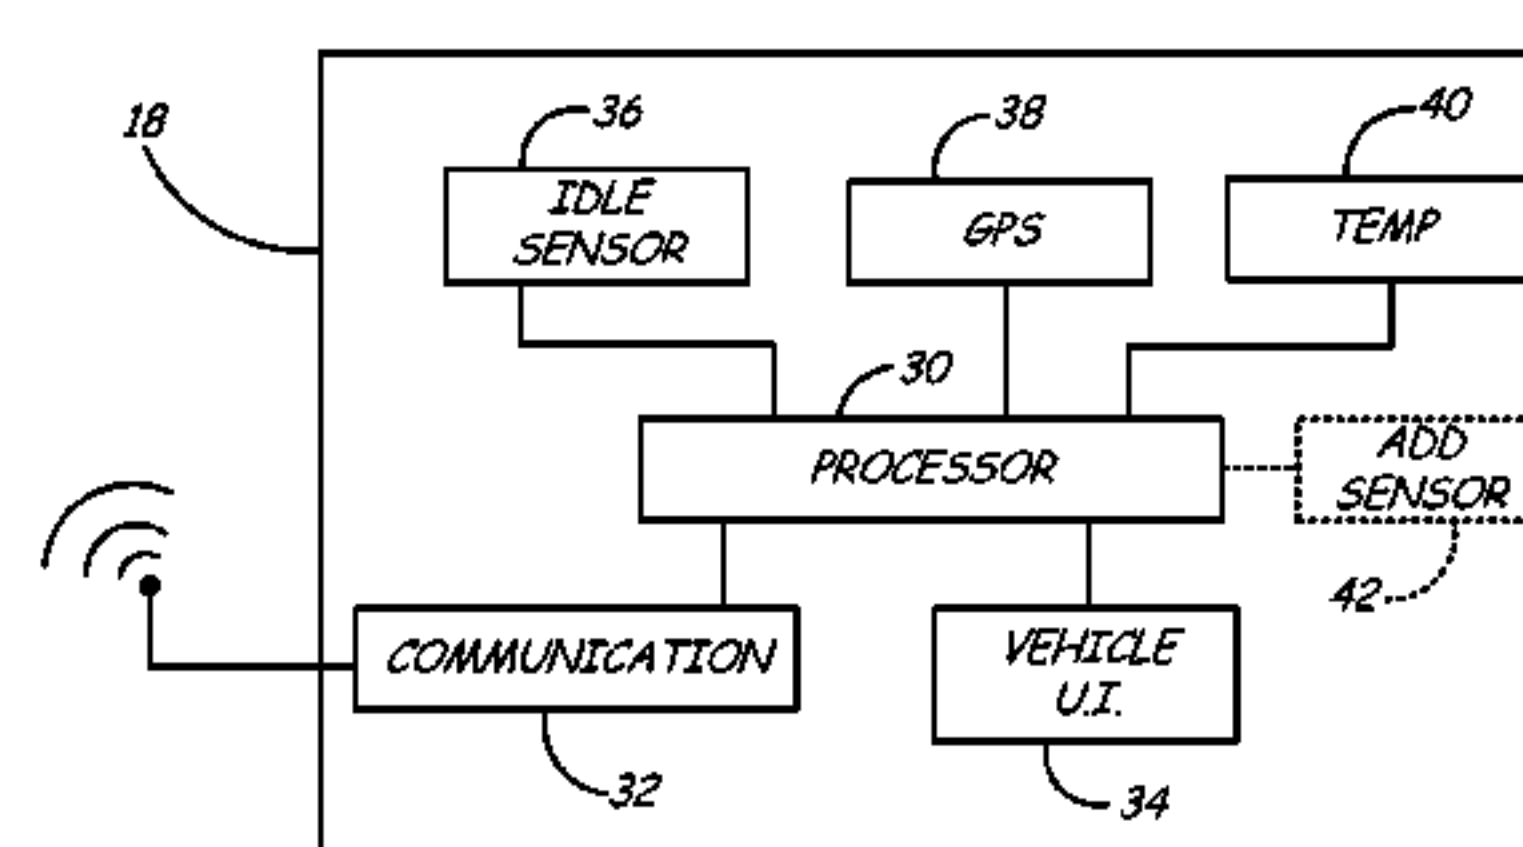 18
36
38
40
IDLE
SENSOR
GPS
TEMP
30
PROCESSOR
ADD
SENSOR
42
COMMUNICATION
VEHICLE
U.I.
32
34